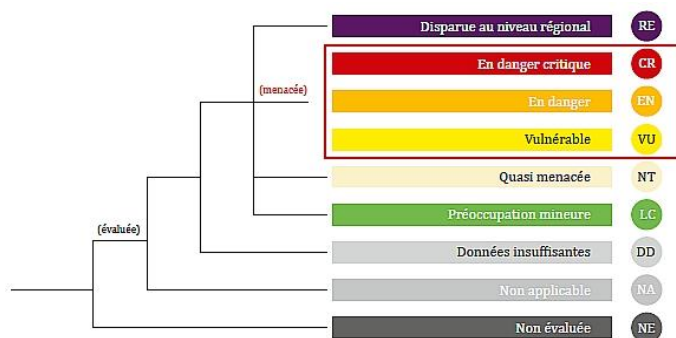 Disparue au niveau régional RE
En danger critique CR
(menacée)
En danger EN
Vulnérable VU
Quasi menacée NT
Préoccupation mineure LC
(évaluée)
Données insuffisantes DD
Non applicable NA
Non évaluée NE